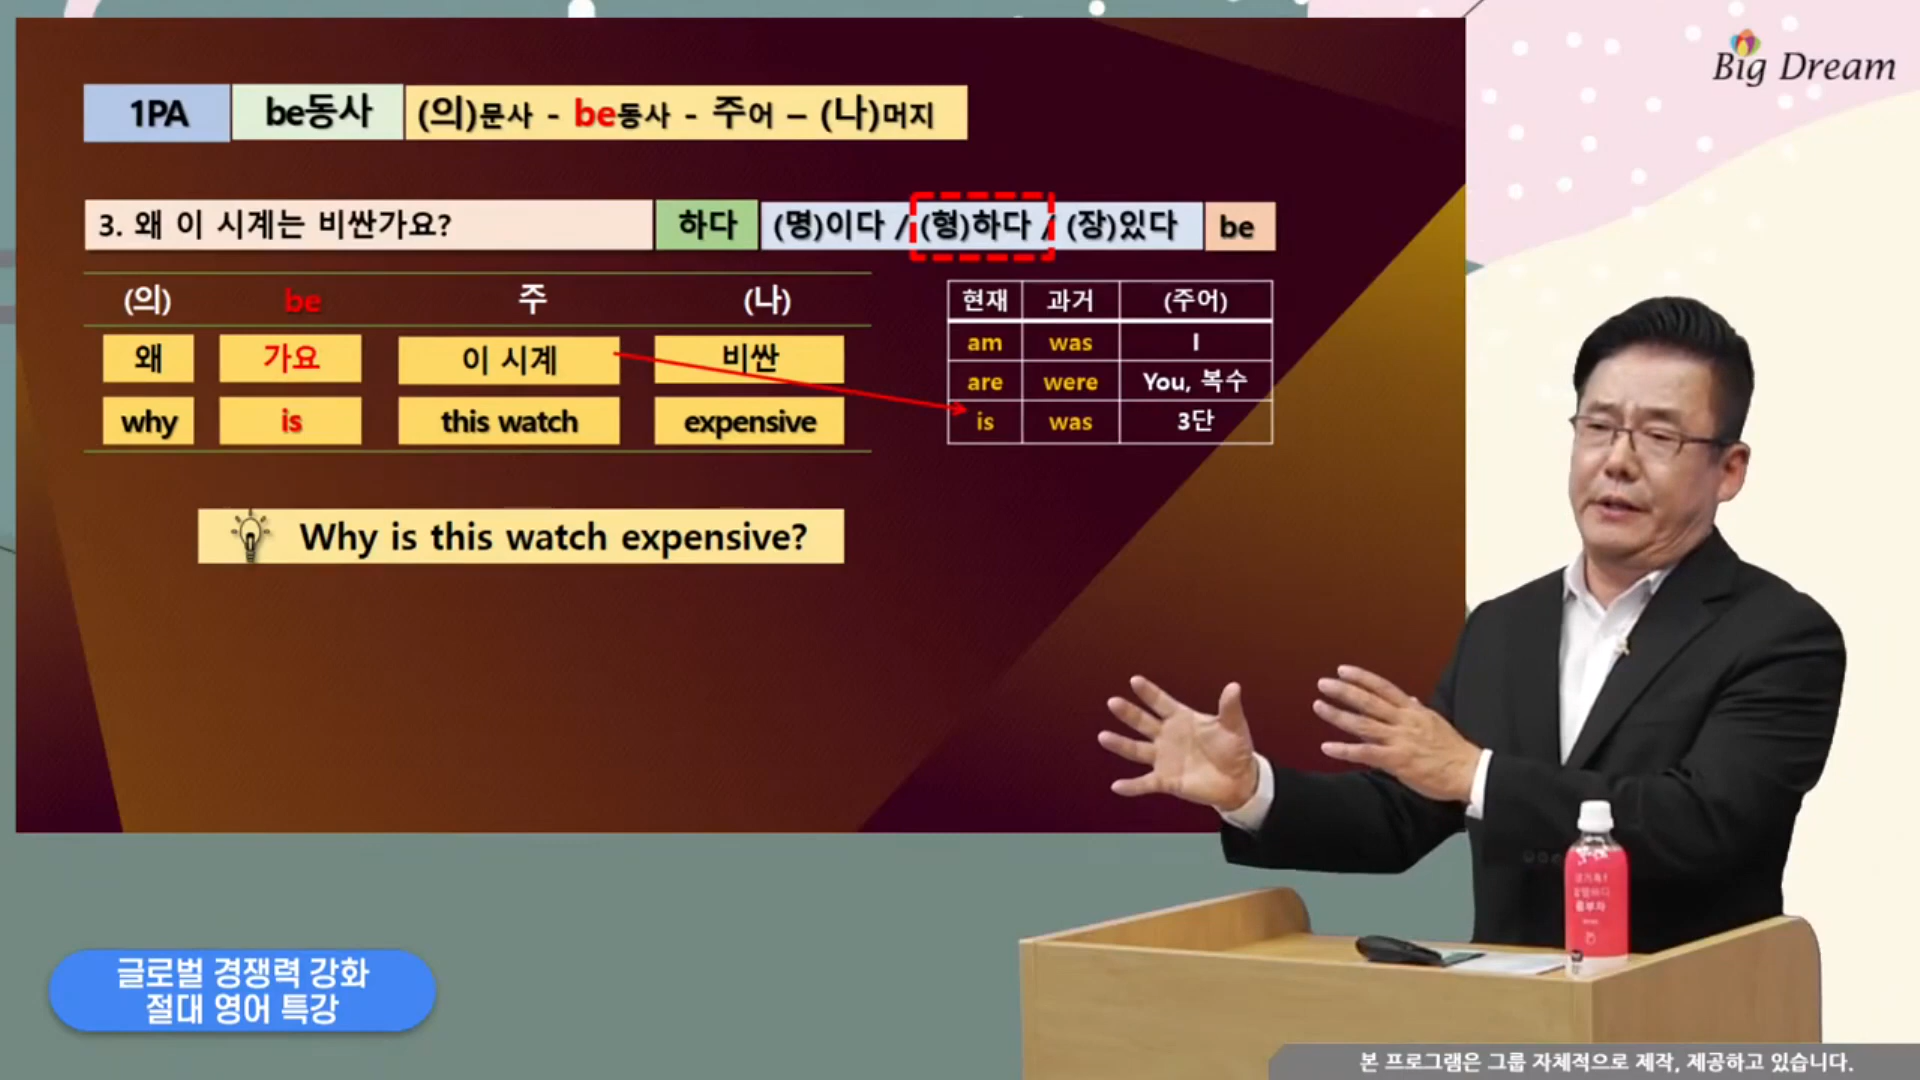 Big Dream
1PA be동사 (의)문사 - be동사 - 주어 – (나)머지
3. 왜 이 시계는 비싼가요? 하다 (명)이다 / (형)하다 / (장)있다 be
(의) be 주 (나)
왜 가요 이 시계 비싼
why is this watch expensive
현재 과거 (주어)
am was I
are were You, 복수
is was 3단
Why is this watch expensive?
글로벌 경쟁력 강화
절대 영어 특강
본 프로그램은 그룹 자체적으로 제작, 제공하고 있습니다.